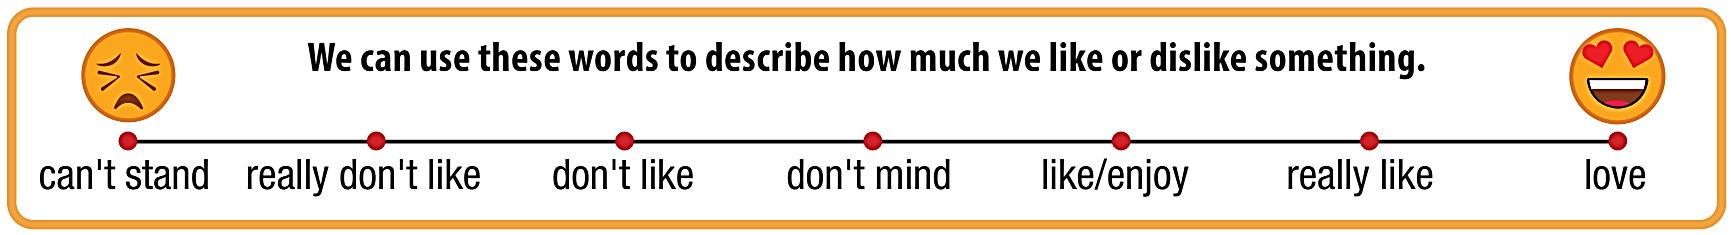 We can use these words to describe how much we like or dislike something.
can't stand really don't like don't like don't mind like/enjoy really like love